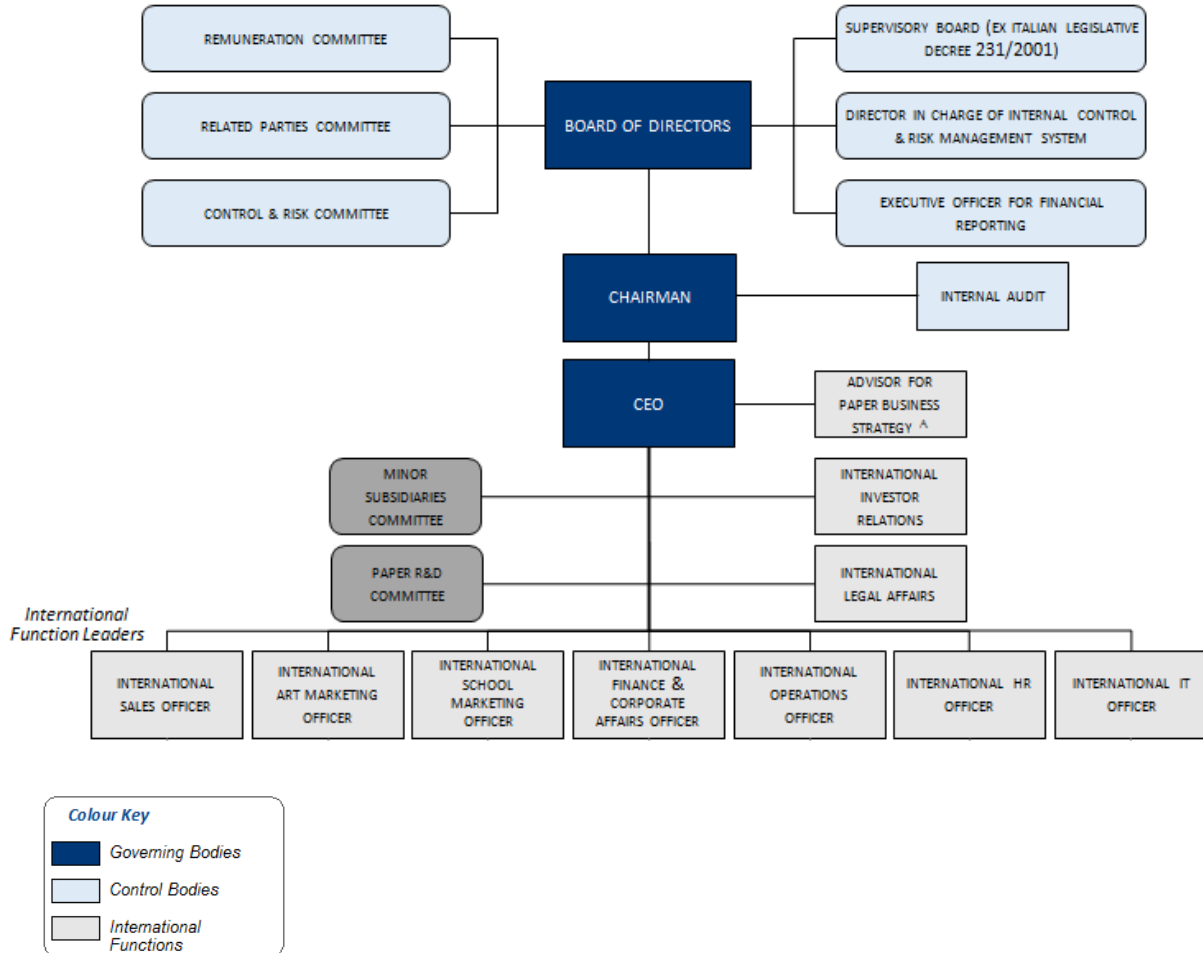 REMUNERATION COMMITTEE
SUPERVISORY BOARD (EX ITALIAN LEGISLATIVE
DECREE 231/2001)
BOARD OF DIRECTORS
RELATED PARTIES COMMITTEE
DIRECTOR IN CHARGE OF INTERNAL CONTROL
& RISK MANAGEMENT SYSTEM
CONTROL & RISK COMMITTEE
EXECUTIVE OFFICER FOR FINANCIAL
REPORTING
CHAIRMAN
INTERNAL AUDIT
CEO
ADVISOR FOR
PAPER BUSINESS
STRATEGY A
MINOR
SUBSIDIARIES
COMMITTEE
INTERNATIONAL
INVESTOR
RELATIONS
PAPER R&D
COMMITTEE
INTERNATIONAL
LEGAL AFFAIRS
International
Function Leaders
INTERNATIONAL
SALES OFFICER
INTERNATIONAL
ART MARKETING
OFFICER
INTERNATIONAL
SCHOOL
MARKETING
OFFICER
INTERNATIONAL
FINANCE &
CORPORATE
AFFAIRS OFFICER
INTERNATIONAL
OPERATIONS
OFFICER
INTERNATIONAL HR
OFFICER
INTERNATIONAL IT
OFFICER
Colour Key
Governing Bodies
Control Bodies
International
Functions